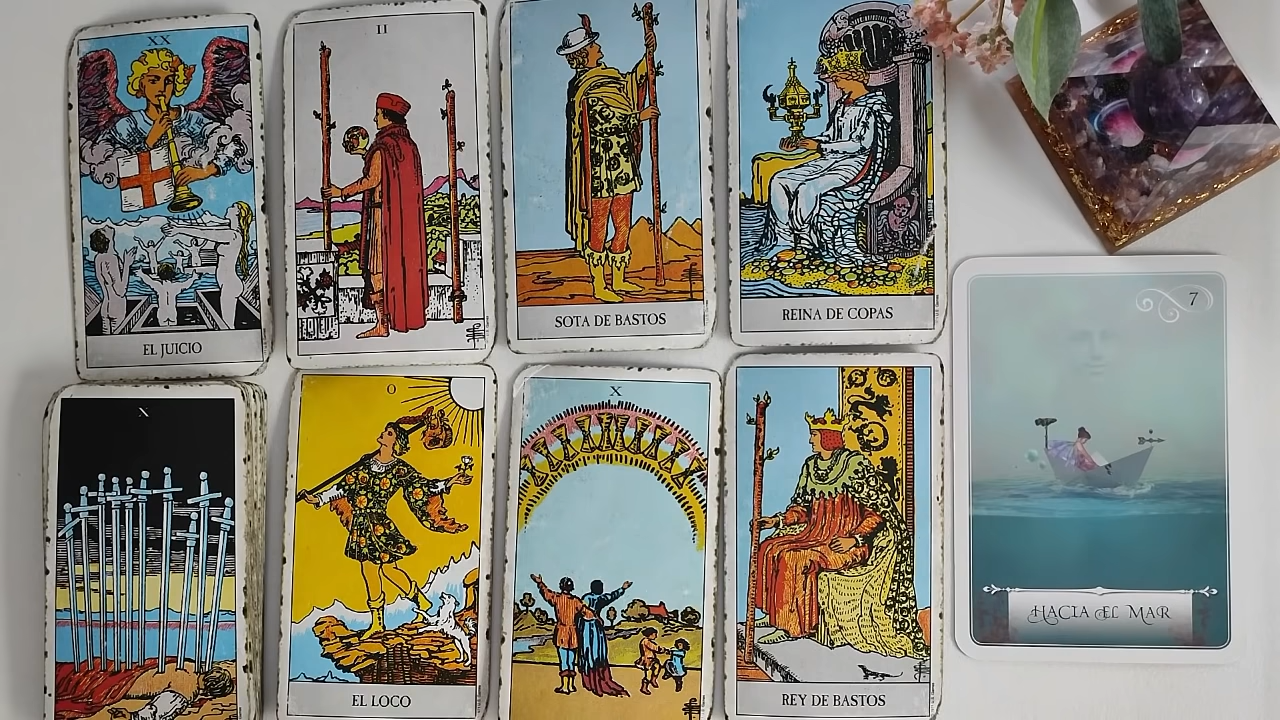 XX
EL JUICIO
II
SOTA DE BASTOS
REINA DE COPAS
X
O
EL LOCO
X
REY DE BASTOS
7
HACIA EL MAR